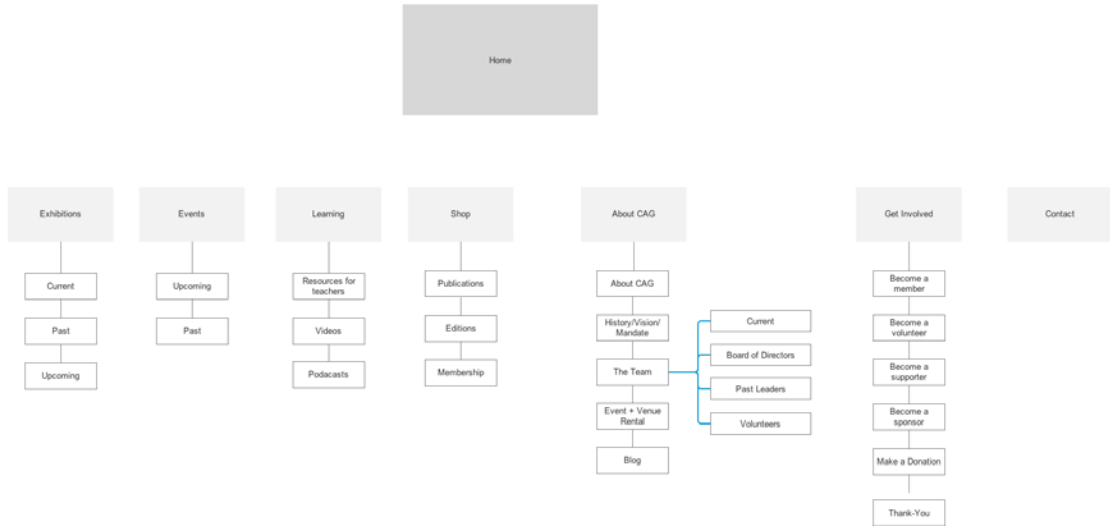 Home
Exhibitions
Events
Learning
Shop
About CAG
Get Involved
Contact
Current
Past
Upcoming
Upcoming
Past
Resources for
teachers
Videos
Podacasts
Publications
Editions
Membership
About CAG
History/Vision/
Mandate
The Team
Event + Venue
Rental
Blog
Current
Board of Directors
Past Leaders
Volunteers
Become a
member
Become a
volunteer
Become a
supporter
Become a
sponsor
Make a Donation
Thank-You